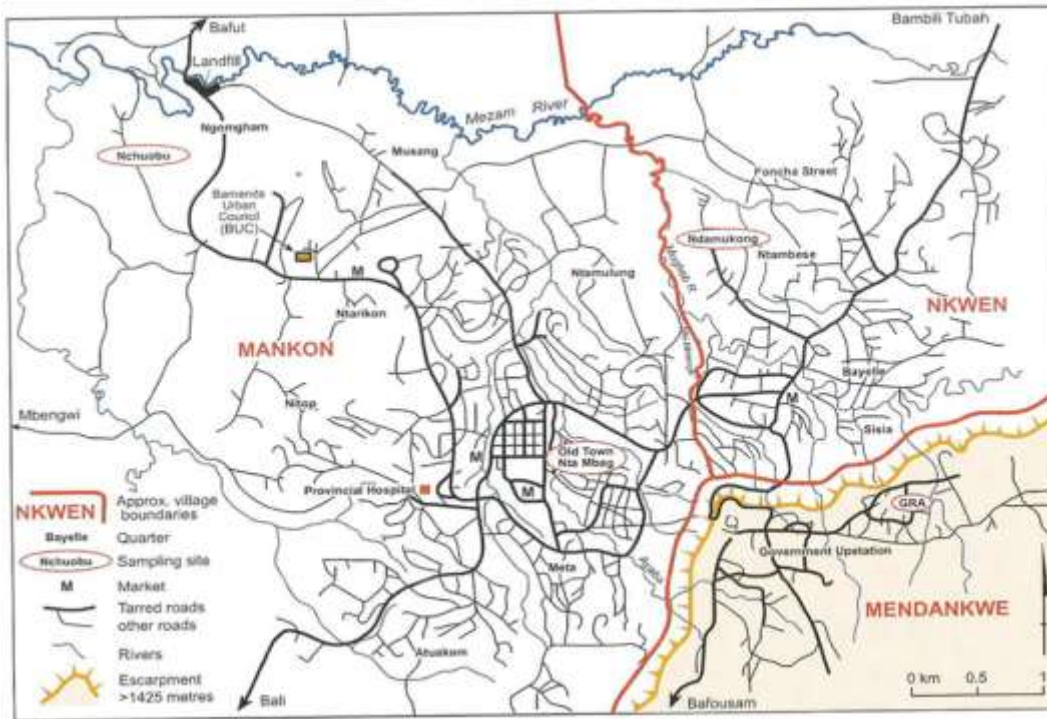 Bafut
Bambili Tubah
Landfill
Mezam River
Ngomgham
Musang
Nchuobu
Foncha Street
Bamenda
Urban
Council
(BUC)
Ndamukong
Ntambese
Ntamulung
M
NKWEN
Ntarikon
MANKON
Bayelle
M
Nitop
Mbengwi
Sisia
M
Old Town
Nta Mbag
Provincial Hospital
M
GRA
Government Upstation
Meta
MENDANKWE
Atuakom
Bali
Bafousam
NKWEN
Approx. village
boundaries
Bayelle
Quarter
Nchuobu
Sampling site
M
Market
Tarred roads
other roads
Rivers
Escarpment
>1425 metres
0 km
0.5
1